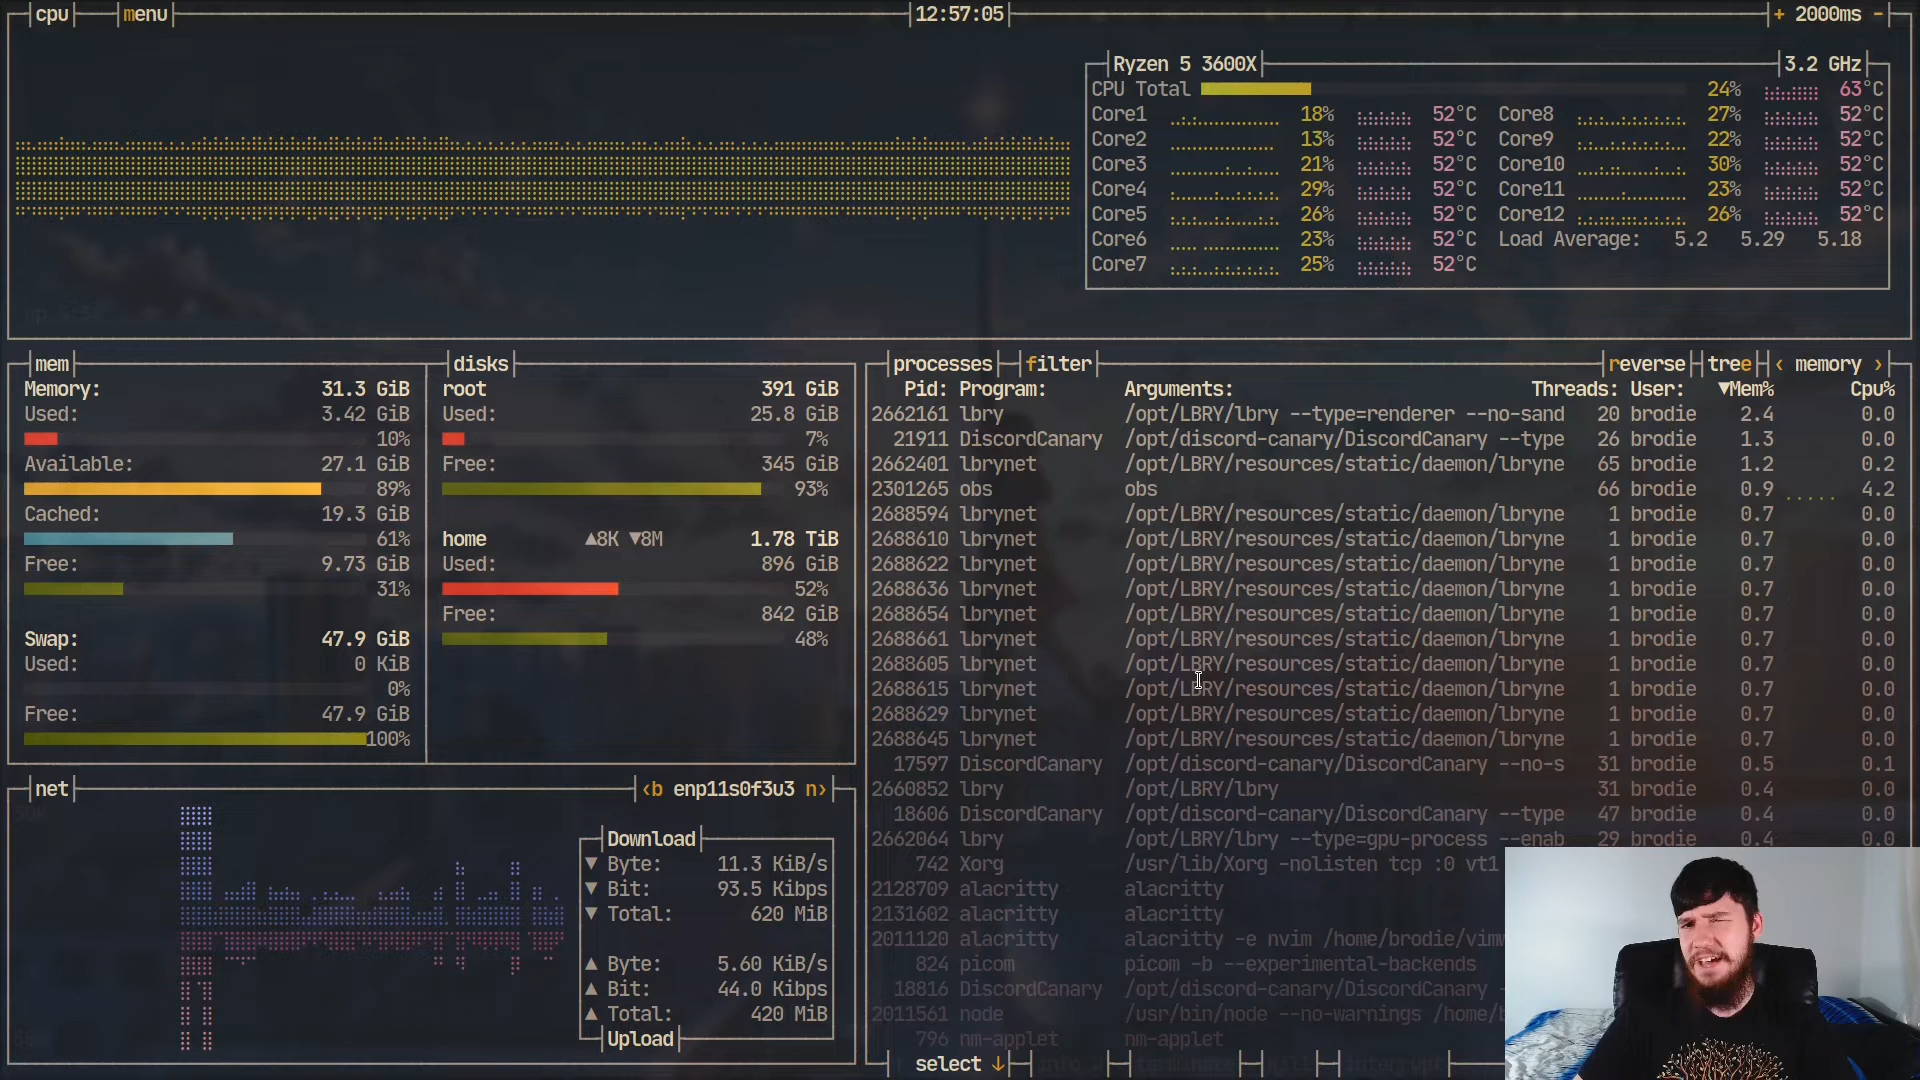 cpu menu 12:57:05 + 2000ms -
Ryzen 5 3600X 3.2 GHz
CPU Total 24% 63°C
Core1 18% 52°C Core8 27% 52°C
Core2 13% 52°C Core9 22% 52°C
Core3 21% 52°C Core10 30% 52°C
Core4 29% 52°C Core11 23% 52°C
Core5 26% 52°C Core12 26% 52°C
Core6 23% 52°C Load Average: 5.2 5.29 5.18
Core7 25% 52°C
mem
Memory: 31.3 GiB
Used: 3.42 GiB
10%
Available: 27.1 GiB
89%
Cached: 19.3 GiB
61%
Free: 9.73 GiB
31%
Swap: 47.9 GiB
Used: 0 KiB
0%
Free: 47.9 GiB
100%
disks
root 391 GiB
Used: 25.8 GiB
7%
Free: 345 GiB
93%
home ▲8K ▼8M 1.78 TiB
Used: 896 GiB
52%
Free: 842 GiB
48%
net ‹b enp11s0f3u3 n›
Download
▼ Byte: 11.3 KiB/s
▼ Bit: 93.5 Kibps
▼ Total: 620 MiB
▲ Byte: 5.60 KiB/s
▲ Bit: 44.0 Kibps
▲ Total: 420 MiB
Upload
processes filter reverse tree ‹ memory ›
Pid: Program: Arguments: Threads: User: ▼Mem% Cpu%
2662161 lbry /opt/LBRY/lbry --type=renderer --no-sand 20 brodie 2.4 0.0
21911 DiscordCanary /opt/discord-canary/DiscordCanary --type 26 brodie 1.3 0.0
2662401 lbrynet /opt/LBRY/resources/static/daemon/lbryne 65 brodie 1.2 0.2
2301265 obs obs 66 brodie 0.9 4.2
2688594 lbrynet /opt/LBRY/resources/static/daemon/lbryne 1 brodie 0.7 0.0
2688610 lbrynet /opt/LBRY/resources/static/daemon/lbryne 1 brodie 0.7 0.0
2688622 lbrynet /opt/LBRY/resources/static/daemon/lbryne 1 brodie 0.7 0.0
2688636 lbrynet /opt/LBRY/resources/static/daemon/lbryne 1 brodie 0.7 0.0
2688654 lbrynet /opt/LBRY/resources/static/daemon/lbryne 1 brodie 0.7 0.0
2688661 lbrynet /opt/LBRY/resources/static/daemon/lbryne 1 brodie 0.7 0.0
2688605 lbrynet /opt/LBRY/resources/static/daemon/lbryne 1 brodie 0.7 0.0
2688615 lbrynet /opt/LBRY/resources/static/daemon/lbryne 1 brodie 0.7 0.0
2688629 lbrynet /opt/LBRY/resources/static/daemon/lbryne 1 brodie 0.7 0.0
2688645 lbrynet /opt/LBRY/resources/static/daemon/lbryne 1 brodie 0.7 0.0
17597 DiscordCanary /opt/discord-canary/DiscordCanary --no-s 31 brodie 0.5 0.1
2660852 lbry /opt/LBRY/lbry 31 brodie 0.4 0.0
18606 DiscordCanary /opt/discord-canary/DiscordCanary --type 47 brodie 0.4 0.0
2662064 lbry /opt/LBRY/lbry --type=gpu-process --enab 29 brodie 0.4 0.0
742 Xorg /usr/lib/Xorg -nolisten tcp :0 vt1
2128709 alacritty alacritty
2131602 alacritty alacritty
2011120 alacritty alacritty -e nvim /home/brodie/vimw
824 picom picom -b --experimental-backends
18816 DiscordCanary /opt/discord-canary/DiscordCanary -
2011561 node /usr/bin/node --no-warnings /home/b
796 nm-applet nm-applet
select ↓